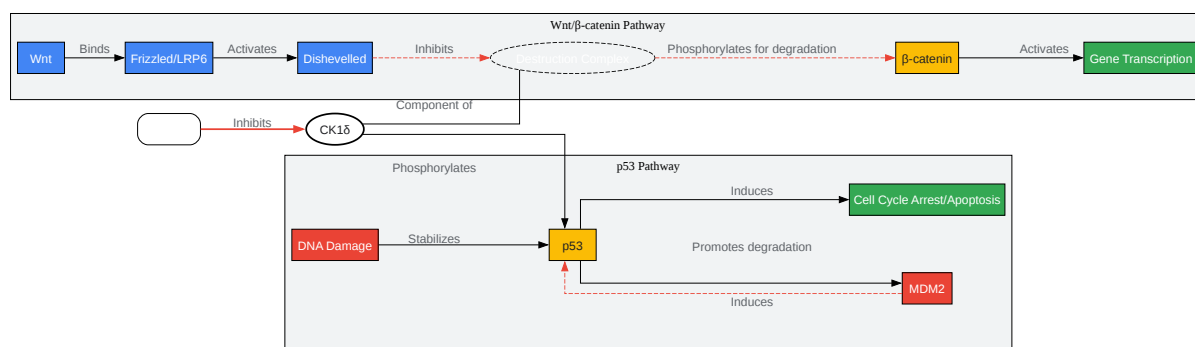 Wnt/β-catenin Pathway
Wnt
Binds
Frizzled/LRP6
Activates
Dishevelled
Inhibits
Destruction Complex
Phosphorylates for degradation
β-catenin
Activates
Gene Transcription
Component of
Inhibits
CK1δ
p53 Pathway
Phosphorylates
Induces
Cell Cycle Arrest/Apoptosis
DNA Damage
Stabilizes
p53
Promotes degradation
MDM2
Induces